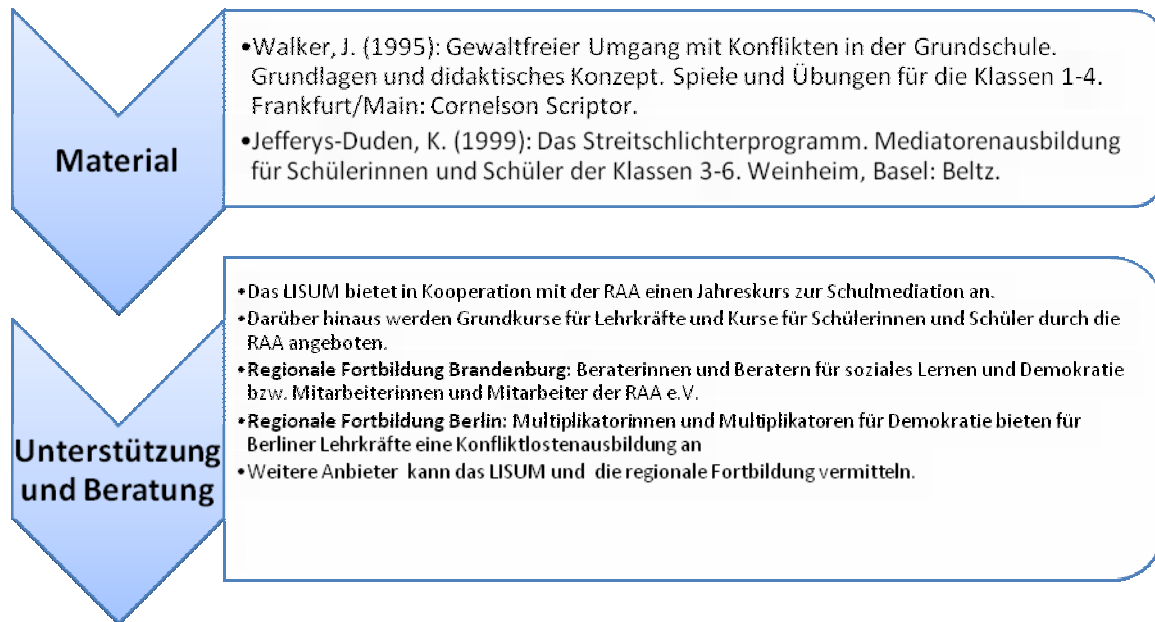 Material
•Walker, J. (1995): Gewaltfreier Umgang mit Konflikten in der Grundschule.
Grundlagen und didaktisches Konzept. Spiele und Übungen für die Klassen 1-4.
Frankfurt/Main: Cornelson Scriptor.
•Jefferys-Duden, K. (1999): Das Streitschlichterprogramm. Mediatorenausbildung
für Schülerinnen und Schüler der Klassen 3-6. Weinheim, Basel: Beltz.
Unterstützung
und Beratung
•Das LISUM bietet in Kooperation mit der RAA einen Jahreskurs zur Schulmediation an.
•Darüber hinaus werden Grundkurse für Lehrkräfte und Kurse für Schülerinnen und Schüler durch die
RAA angeboten.
•Regionale Fortbildung Brandenburg: Beraterinnen und Beratern für soziales Lernen und Demokratie
bzw. Mitarbeiterinnen und Mitarbeiter der RAA e.V.
•Regionale Fortbildung Berlin: Multiplikatorinnen und Multiplikatoren für Demokratie bieten für
Berliner Lehrkräfte eine Konfliktlostenausbildung an
•Weitere Anbieter kann das LISUM und die regionale Fortbildung vermitteln.